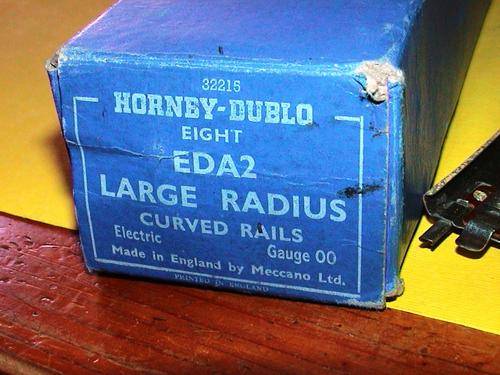 32215
HORNBY-DUBLO
EIGHT
EDA2
LARGE RADIUS
CURVED RAILS
Electric
Gauge OO
Made in England by Meccano Ltd.
PRINTED IN ENGLAND